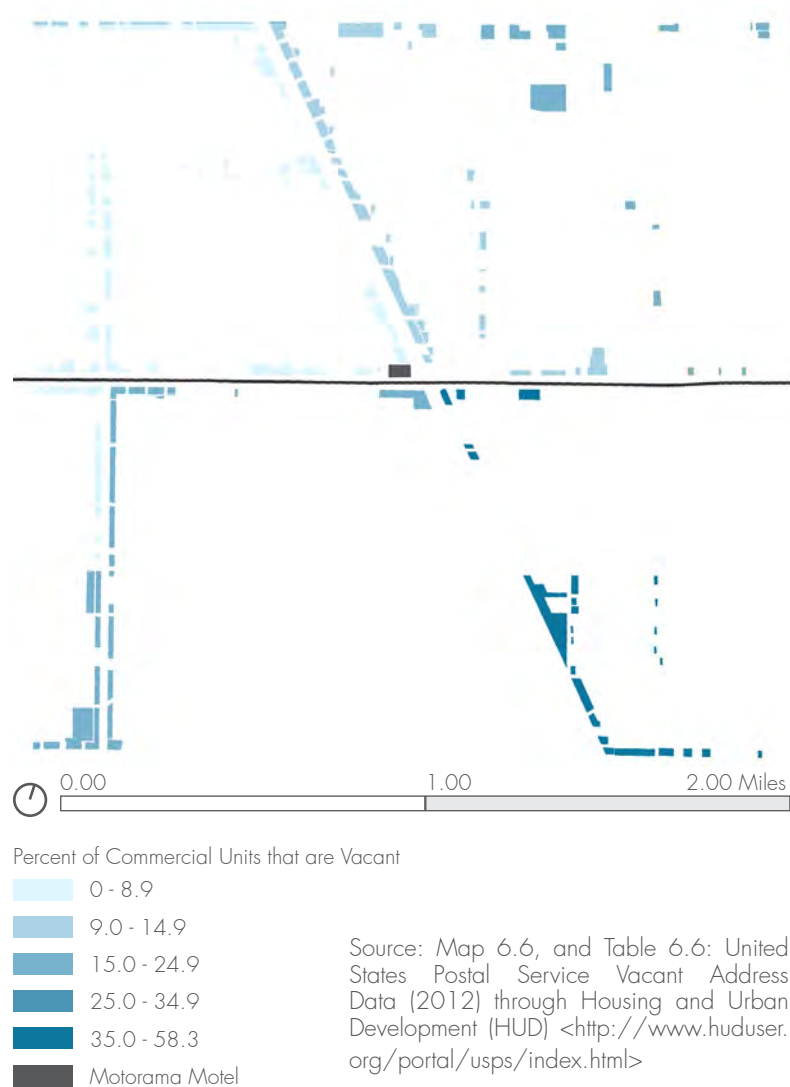 0.00 1.00 2.00 Miles
Percent of Commercial Units that are Vacant
0 - 8.9
9.0 - 14.9
15.0 - 24.9
25.0 - 34.9
35.0 - 58.3
Motorama Motel
Source: Map 6.6, and Table 6.6: United
States Postal Service Vacant Address
Data (2012) through Housing and Urban
Development (HUD) <http://www.huduser.
org/portal/usps/index.html>